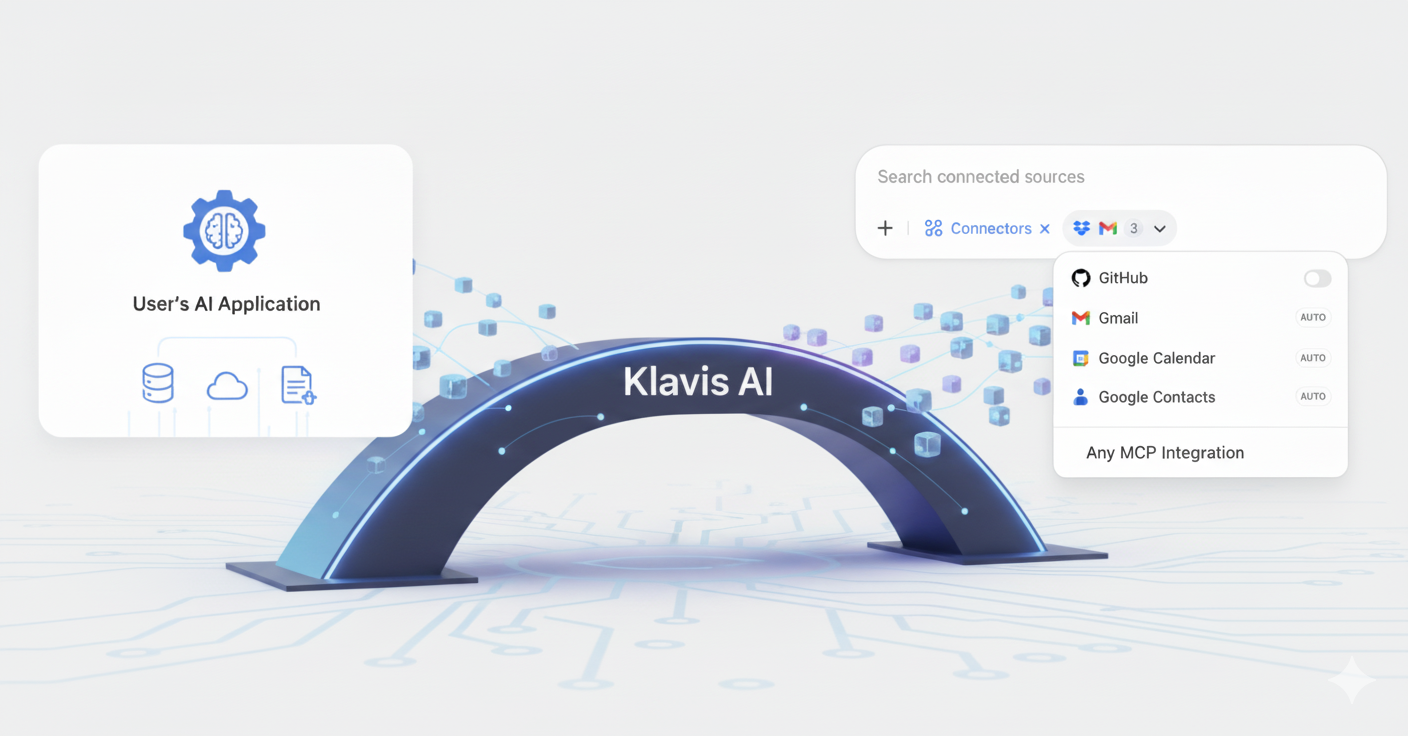 User's AI Application
Klavis AI
Search connected sources
Connectors × 3
GitHub
Gmail AUTO
Google Calendar AUTO
Google Contacts AUTO
Any MCP Integration